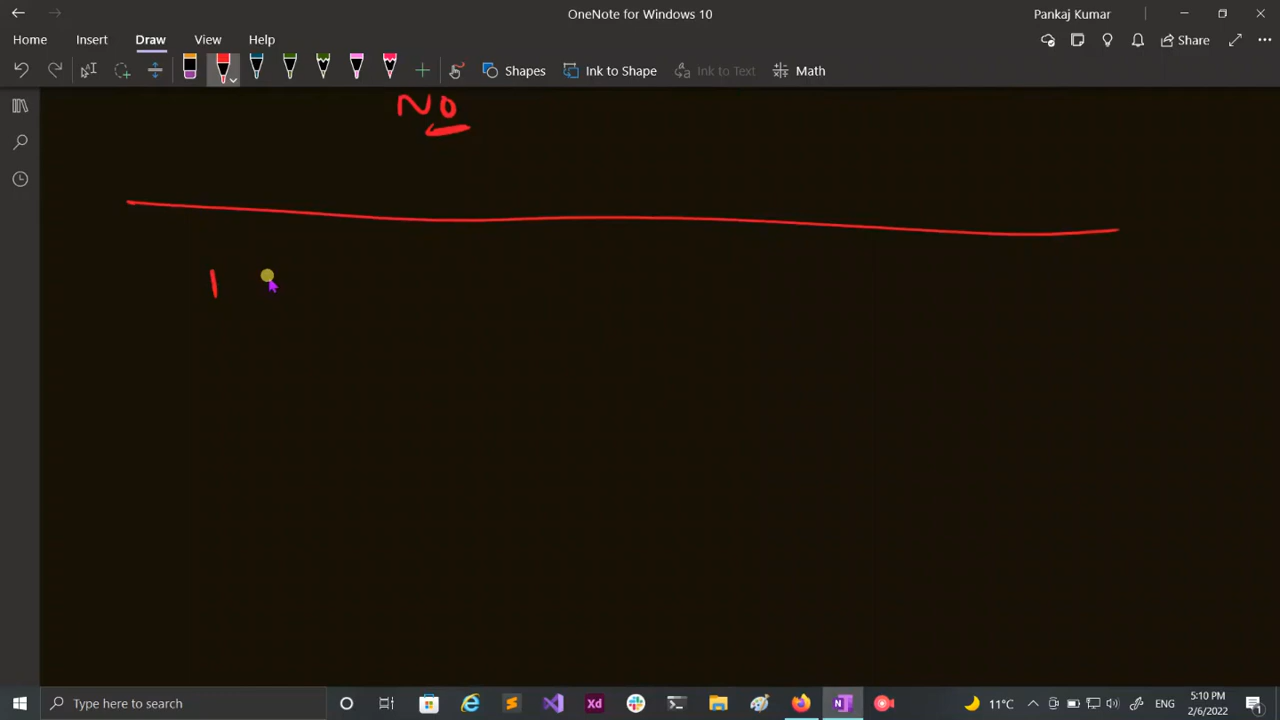 OneNote for Windows 10
Pankaj Kumar
Home Insert Draw View Help
Share
Shapes Ink to Shape Ink to Text Math
No
1
Type here to search
11°C
ENG
5:10 PM
2/6/2022